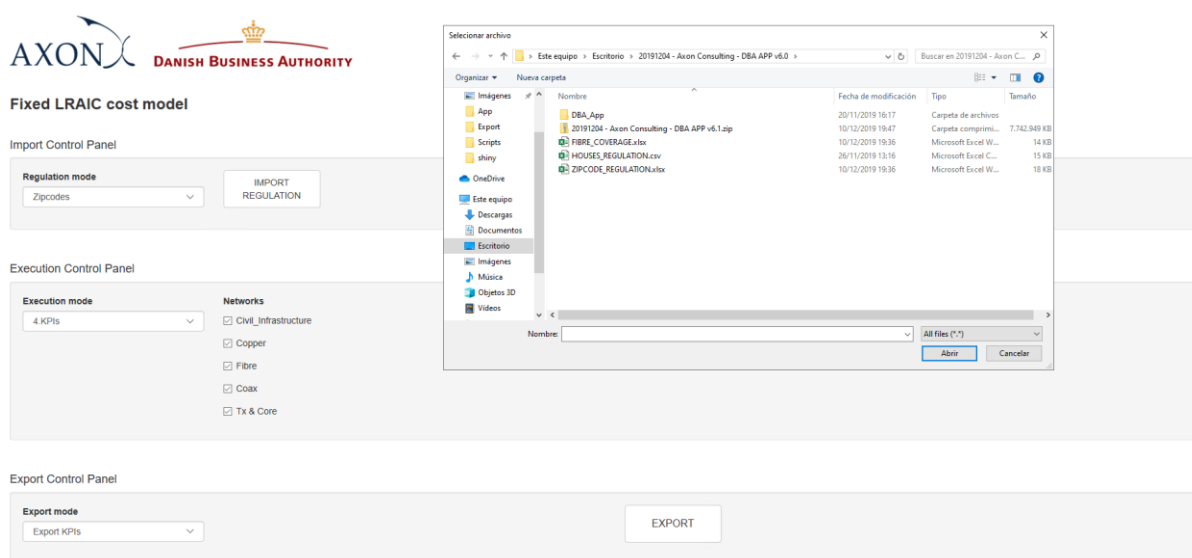 AXON
DANISH BUSINESS AUTHORITY
Fixed LRAIC cost model
Import Control Panel
Regulation mode
Zipcodes
IMPORT
REGULATION
Execution Control Panel
Execution mode
4.KPIs
Networks
Civil_Infrastructure
Copper
Fibre
Coax
Tx & Core
Export Control Panel
Export mode
Export KPIs
EXPORT
Selecionar archivo
Este equipo > Escritorio > 20191204 - Axon Consulting - DBA APP v6.0 >
Buscar en 20191204 - Axon C...
Organizar
Nueva carpeta
Imágenes
App
Export
Scripts
shiny
OneDrive
Este equipo
Descargas
Documentos
Escritorio
Imágenes
Música
Objetos 3D
Vídeos
Nombre Fecha de modificación Tipo Tamaño
DBA_App 20/11/2019 16:17 Carpeta de archivos
20191204 - Axon Consulting - DBA APP v6.1.zip 10/12/2019 19:47 Carpeta comprimi... 7.742.949 KB
FIBRE_COVERAGE.xlsx 10/12/2019 19:36 Microsoft Excel W... 14 KB
HOUSES_REGULATION.csv 26/11/2019 13:16 Microsoft Excel C... 15 KB
ZIPCODE_REGULATION.xlsx 10/12/2019 19:36 Microsoft Excel W... 18 KB
Nombre:
All files (*.*)
Abrir
Cancelar